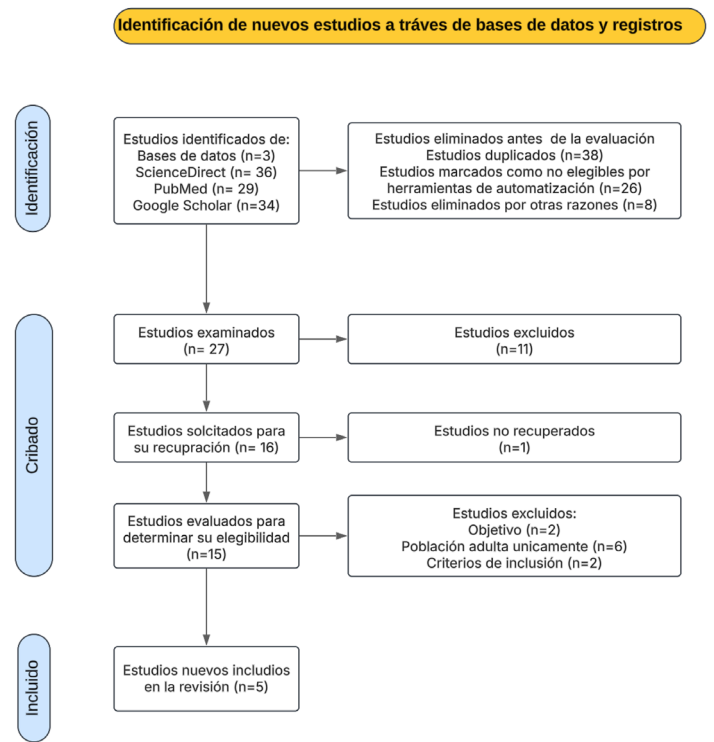 Identificación de nuevos estudios a tráves de bases de datos y registros
Identificación
Estudios identificados de:
Bases de datos (n=3)
ScienceDirect (n= 36)
PubMed (n= 29)
Google Scholar (n=34)
Estudios eliminados antes de la evaluación
Estudios duplicados (n=38)
Estudios marcados como no elegibles por
herramientas de automatización (n=26)
Estudios eliminados por otras razones (n=8)
Cribado
Estudios examinados
(n= 27)
Estudios excluidos
(n=11)
Estudios solcitados para
su recupración (n= 16)
Estudios no recuperados
(n=1)
Estudios evaluados para
determinar su elegibilidad
(n=15)
Estudios excluidos:
Objetivo (n=2)
Población adulta unicamente (n=6)
Criterios de inclusión (n=2)
Incluido
Estudios nuevos includios
en la revisión (n=5)